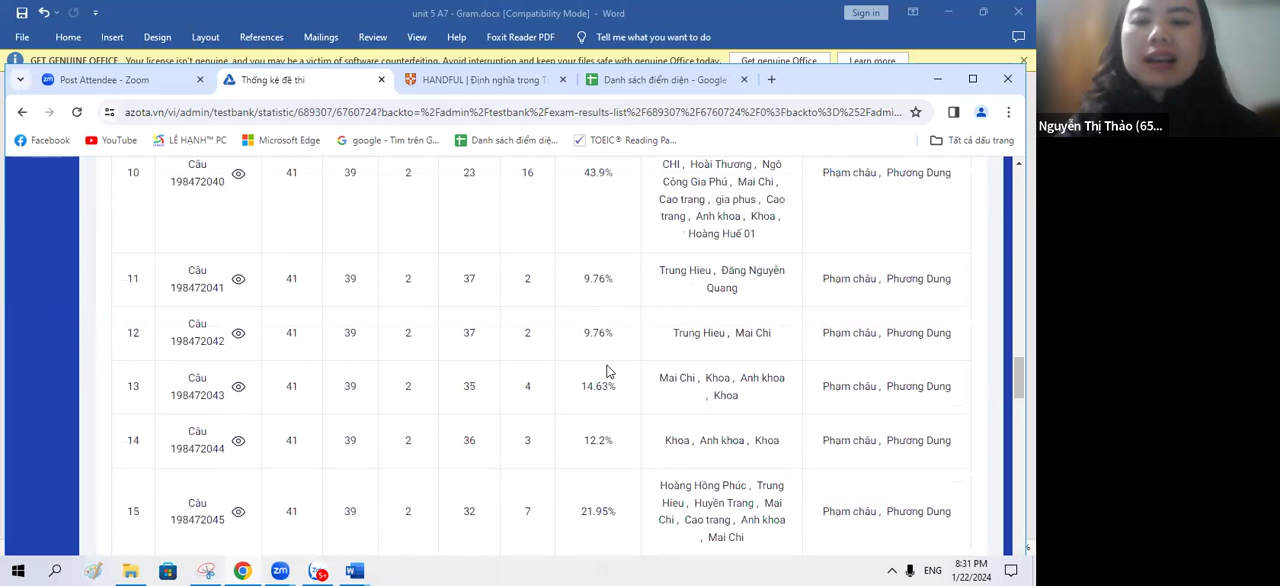 unit 5 A7 - Gram.docx [Compatibility Mode] - Word
Sign in
File Home Insert Design Layout References Mailings Review View Help Foxit Reader PDF Tell me what you want to do
GET GENUINE OFFICE Your license isn't genuine, and you may be a victim of software counterfeiting. Avoid interruption and keep your files safe with genuine Office today. Get genuine Office Learn more
Post Attendee - Zoom
Thống kê đề thi
HANDFUL | Định nghĩa trong T
Danh sách điểm diện - Google
azota.vn/vi/admin/testbank/statistic/689307/6760724?backto=%2Fadmin%2Ftestbank%2Fexam-results-list%2F689307%2F6760724%2F0%3Fbackto%3D%252Fadmi...
Facebook YouTube LÊ HẠNH™ PC Microsoft Edge google - Tìm trên G... Danh sách điểm diệ... TOEIC® Reading Pa... Tất cả dấu trang
10 Câu 198472040 41 39 2 23 16 43.9%
CHI , Hoài Thương , Ngô
Công Gia Phú , Mai Chi ,
Cao trang , gia phus , Cao
trang , Anh khoa , Khoa ,
Hoàng Huế 01
Phạm châu , Phương Dung
11 Câu 198472041 41 39 2 37 2 9.76%
Trung Hieu , Đăng Nguyễn
Quang
Phạm châu , Phương Dung
12 Câu 198472042 41 39 2 37 2 9.76%
Trung Hieu , Mai Chi
Phạm châu , Phương Dung
13 Câu 198472043 41 39 2 35 4 14.63%
Mai Chi , Khoa , Anh khoa
, Khoa
Phạm châu , Phương Dung
14 Câu 198472044 41 39 2 36 3 12.2%
Khoa , Anh khoa , Khoa
Phạm châu , Phương Dung
15 Câu 198472045 41 39 2 32 7 21.95%
Hoàng Hồng Phúc , Trung
Hieu , Huyền Trang , Mai
Chi , Cao trang , Anh khoa
, Mai Chi
Phạm châu , Phương Dung
Nguyễn Thị Thảo (65...
ENG
8:31 PM
1/22/2024